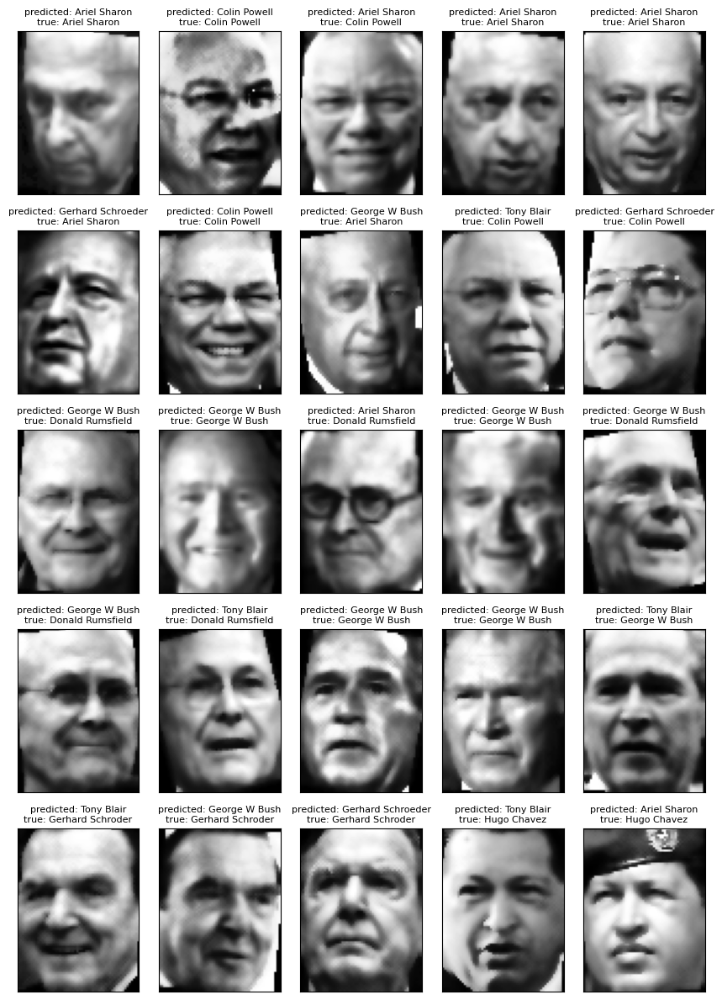 predicted: Ariel Sharon
true: Ariel Sharon
predicted: Colin Powell
true: Colin Powell
predicted: Ariel Sharon
true: Colin Powell
predicted: Ariel Sharon
true: Ariel Sharon
predicted: Ariel Sharon
true: Ariel Sharon
predicted: Gerhard Schroeder
true: Ariel Sharon
predicted: Colin Powell
true: Colin Powell
predicted: George W Bush
true: Ariel Sharon
predicted: Tony Blair
true: Colin Powell
predicted: Gerhard Schroeder
true: Colin Powell
predicted: George W Bush
true: Donald Rumsfield
predicted: George W Bush
true: George W Bush
predicted: Ariel Sharon
true: Donald Rumsfield
predicted: George W Bush
true: George W Bush
predicted: George W Bush
true: Donald Rumsfield
predicted: George W Bush
true: Donald Rumsfield
predicted: Tony Blair
true: Donald Rumsfield
predicted: George W Bush
true: George W Bush
predicted: George W Bush
true: George W Bush
predicted: Tony Blair
true: George W Bush
predicted: Tony Blair
true: Gerhard Schroder
predicted: George W Bush
true: Gerhard Schroder
predicted: Gerhard Schroeder
true: Gerhard Schroder
predicted: Tony Blair
true: Hugo Chavez
predicted: Ariel Sharon
true: Hugo Chavez